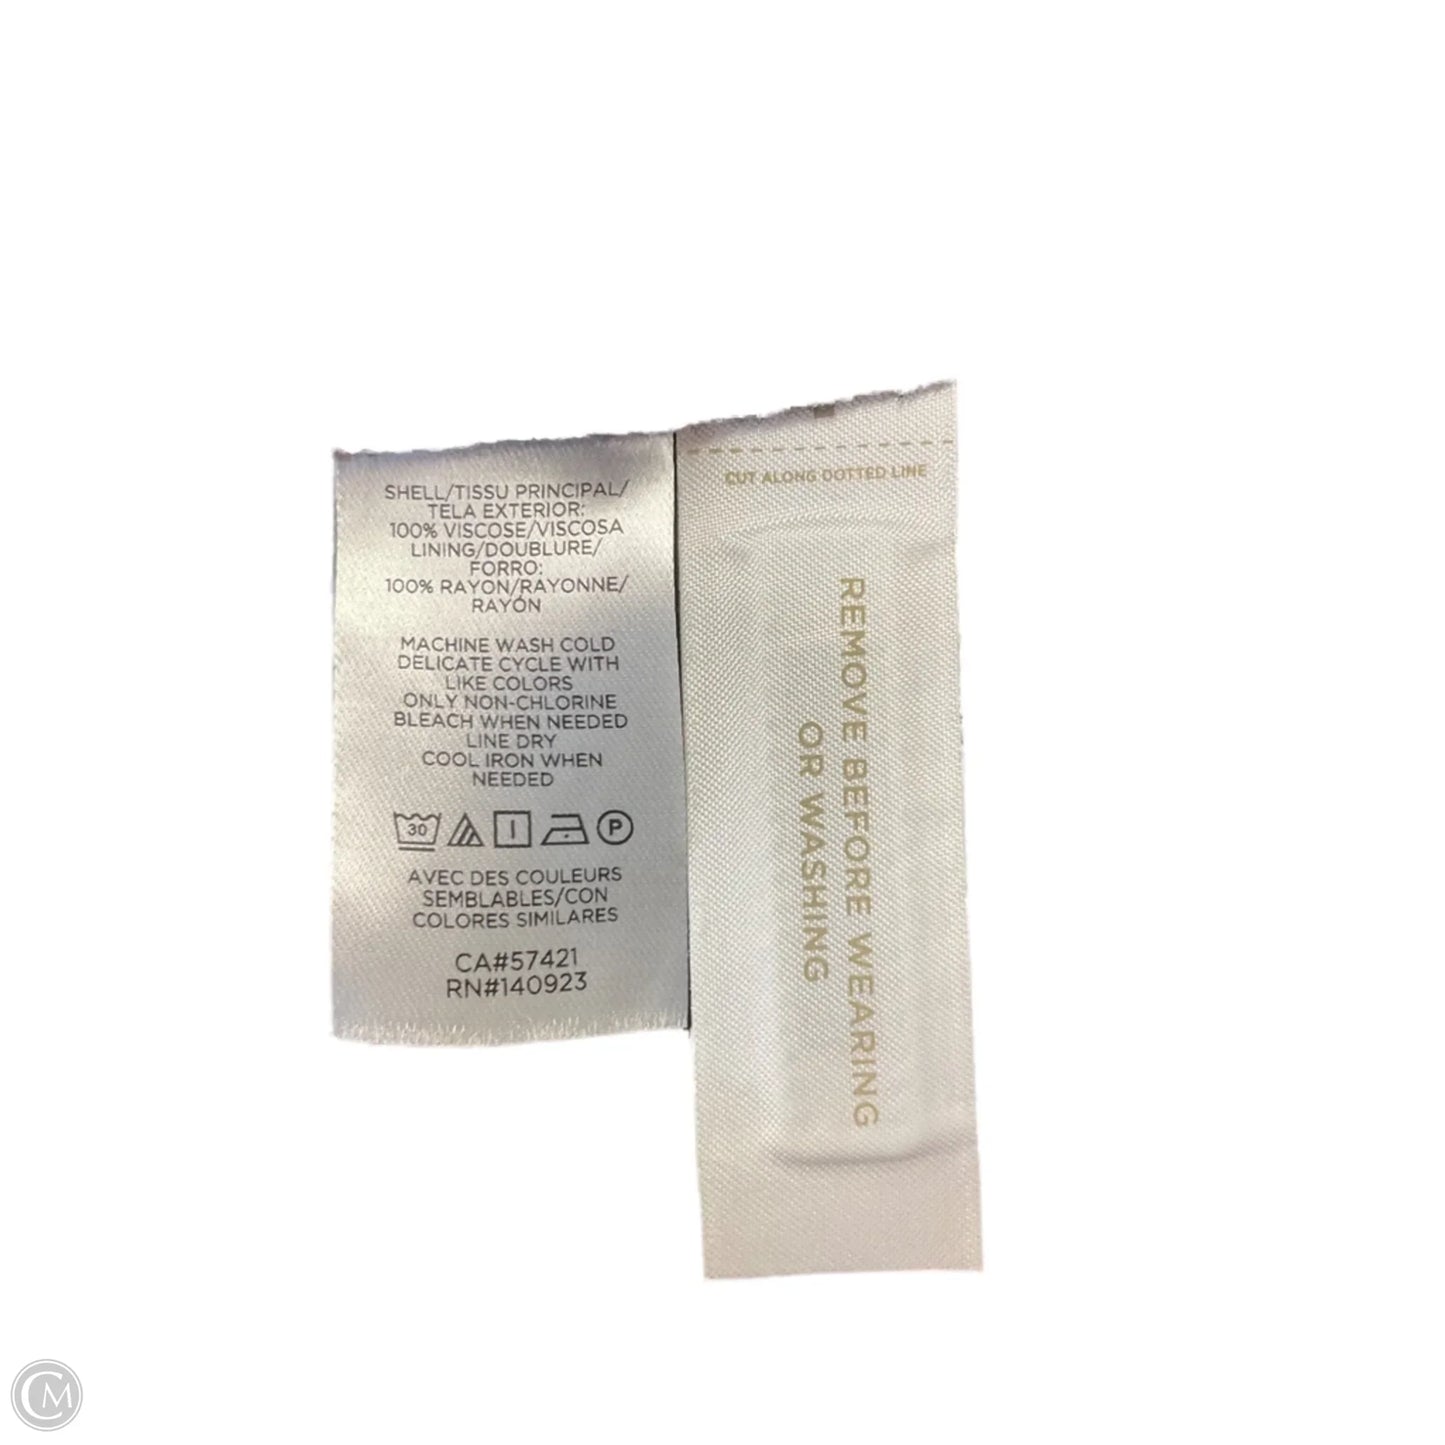 SHELL/TISSU PRINCIPAL/
TELA EXTERIOR:
100% VISCOSE/VISCOSA
LINING/DOUBLURE/
FORRO:
100% RAYON/RAYONNE/
RAYÓN
MACHINE WASH COLD
DELICATE CYCLE WITH
LIKE COLORS
ONLY NON-CHLORINE
BLEACH WHEN NEEDED
LINE DRY
COOL IRON WHEN
NEEDED
30
P
AVEC DES COULEURS
SEMBLABLES/CON
COLORES SIMILARES
CA#57421
RN#140923
CUT ALONG DOTTED LINE
REMOVE BEFORE WEARING
OR WASHING
CM